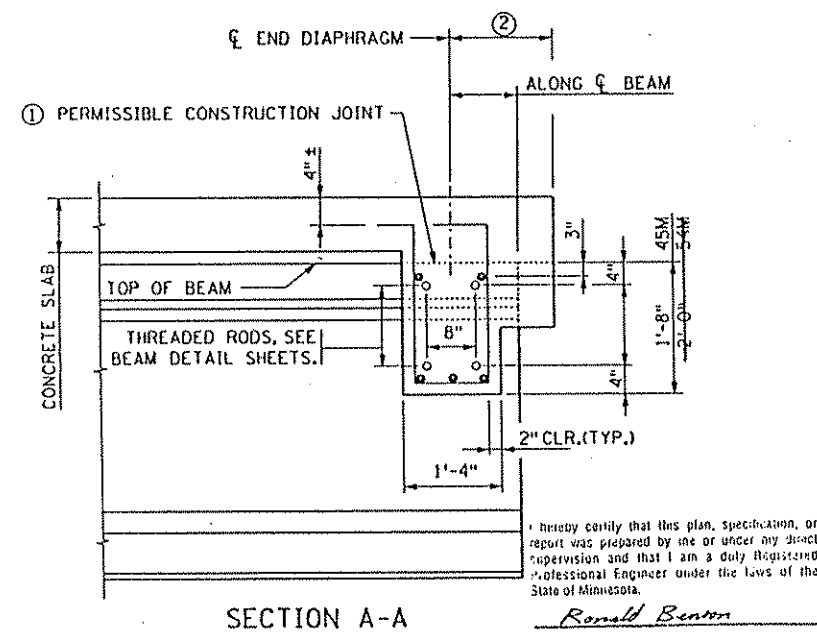 ②
℄ END DIAPHRAGM
ALONG ℄ BEAM
① PERMISSIBLE CONSTRUCTION JOINT
4" ±
3"
45M
54M
4"
CONCRETE SLAB
TOP OF BEAM
8"
1'-8"
2'-0"
THREADED RODS, SEE
BEAM DETAIL SHEETS.
4"
2" CLR.(TYP.)
1'-4"
I hereby certify that this plan, specification, or
report was prepared by me or under my direct
supervision and that I am a duly Registered
Professional Engineer under the laws of the
State of Minnesota.
SECTION A-A
Ronald Benson